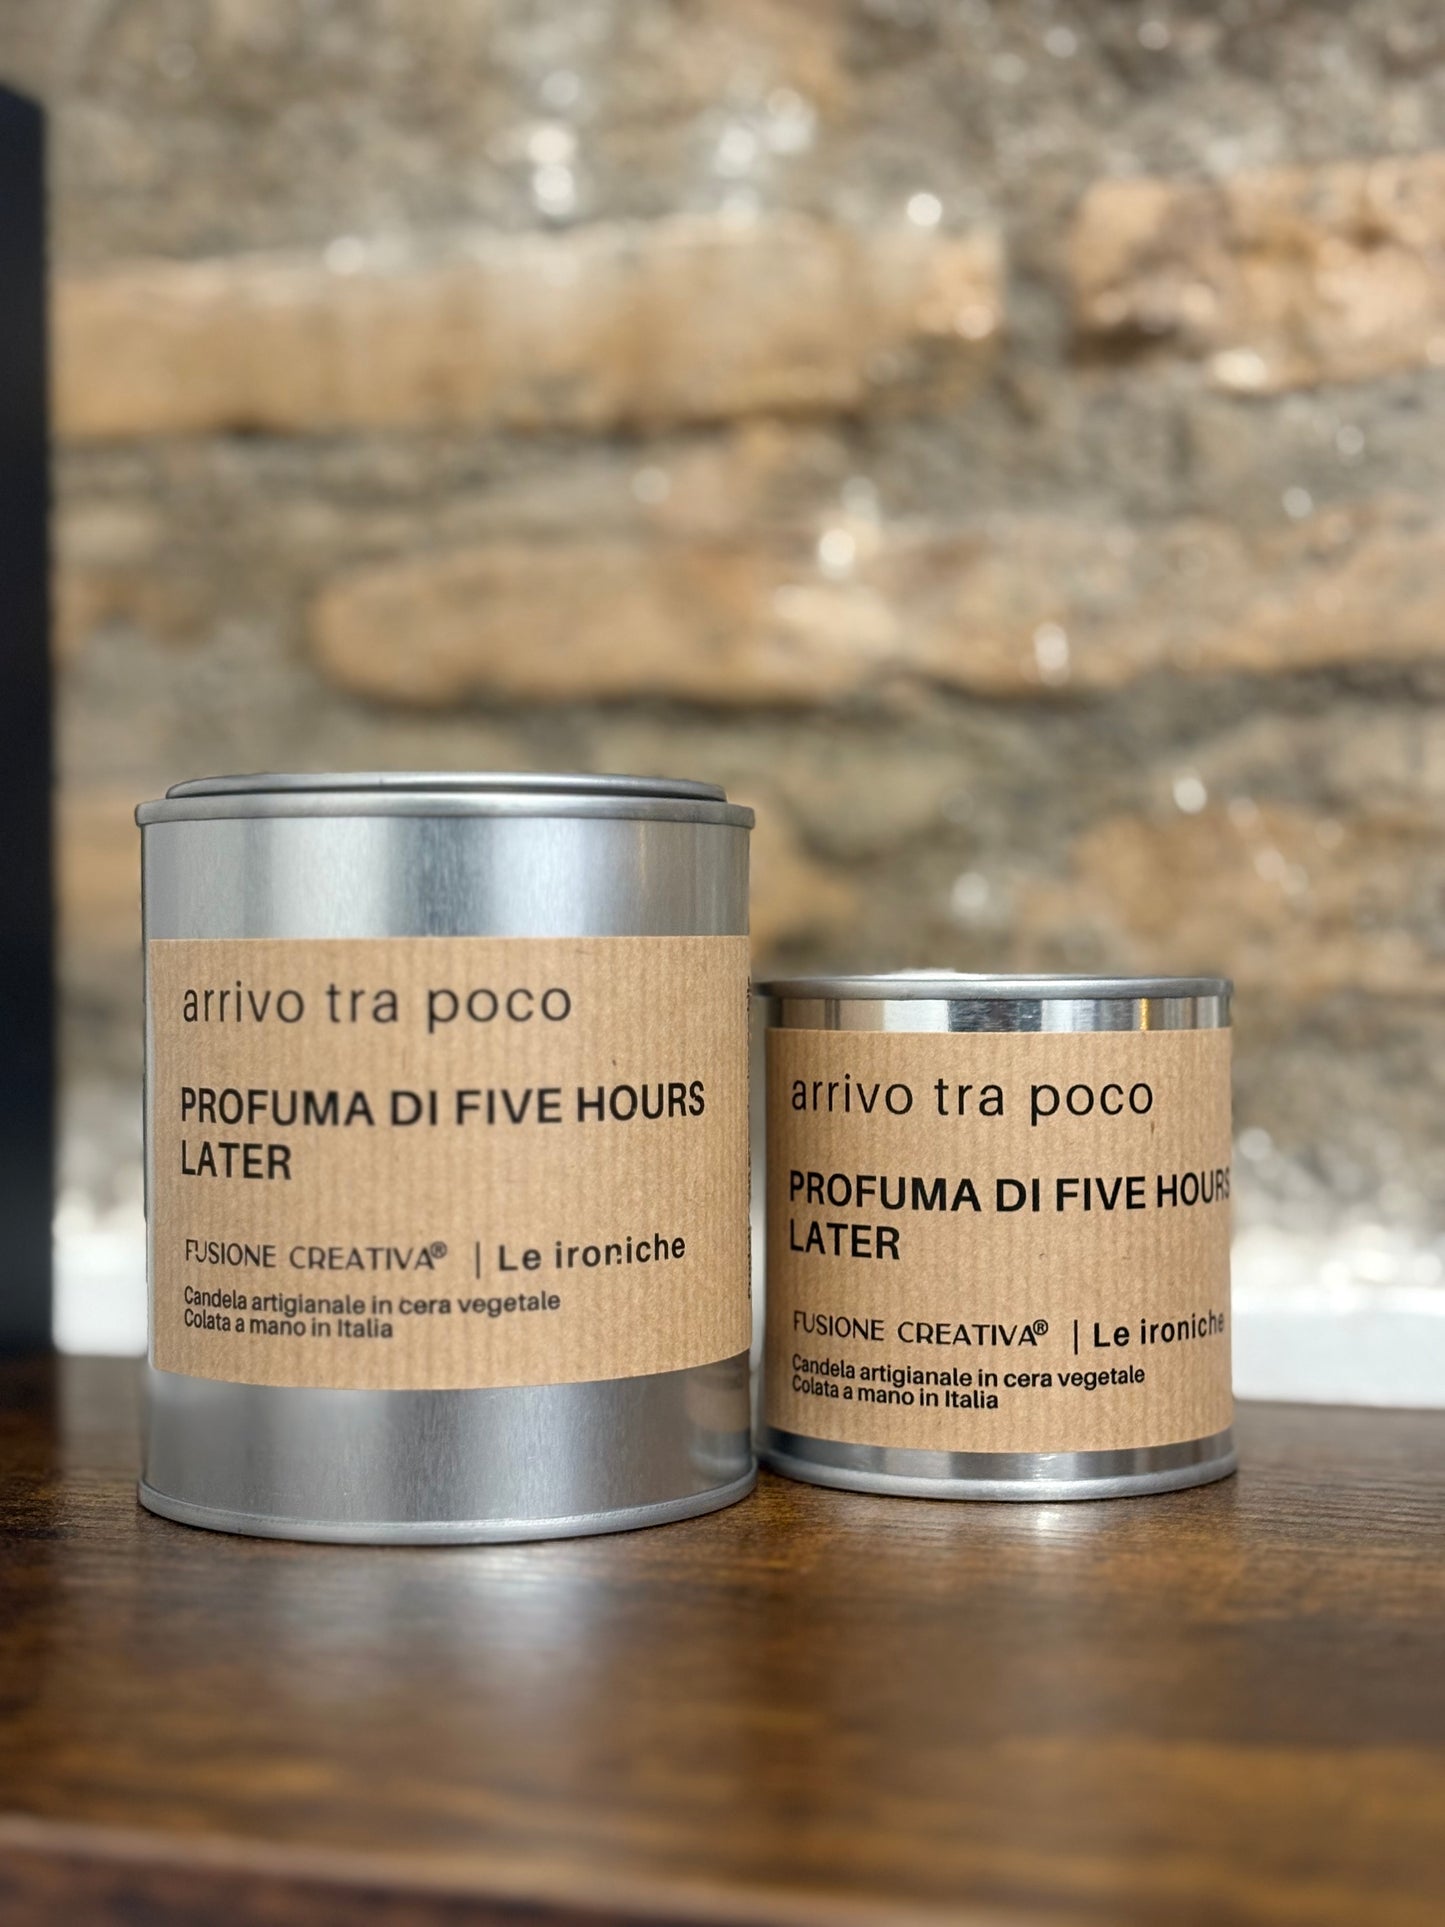 arrivo tra poco
PROFUMA DI FIVE HOURS
LATER
FUSIONE CREATIVA® | Le ironiche
Candela artigianale in cera vegetale
Colata a mano in Italia
arrivo tra poco
PROFUMA DI FIVE HOURS
LATER
FUSIONE CREATIVA® | Le ironiche
Candela artigianale in cera vegetale
Colata a mano in Italia